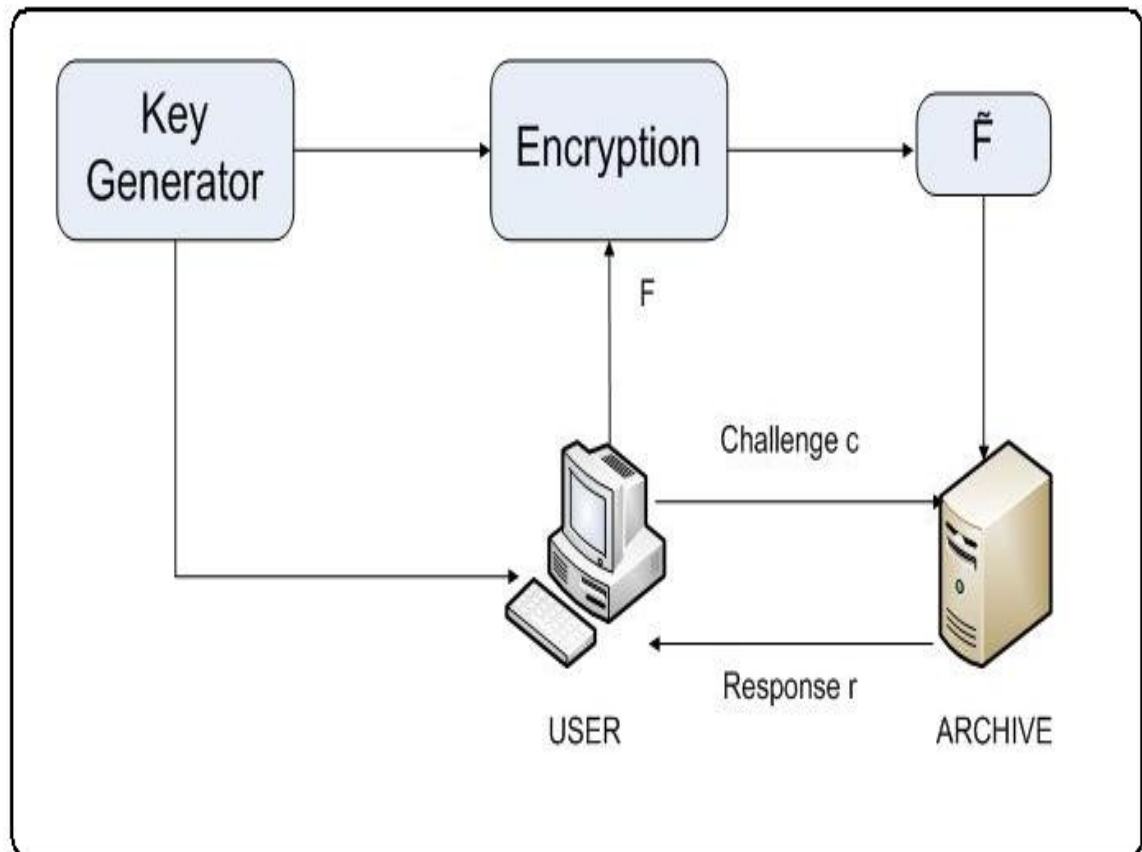 Key
Generator
Encryption
F̃
F
Challenge c
Response r
USER
ARCHIVE